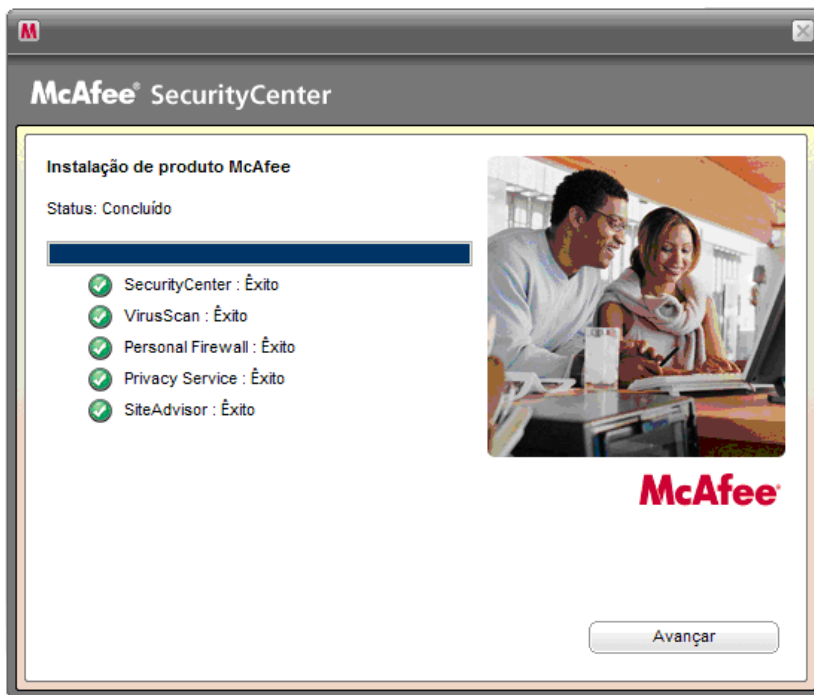 McAfee® SecurityCenter
Instalação de produto McAfee
Status: Concluído
SecurityCenter : Êxito
VirusScan : Êxito
Personal Firewall : Êxito
Privacy Service : Êxito
SiteAdvisor : Êxito
McAfee®
Avançar